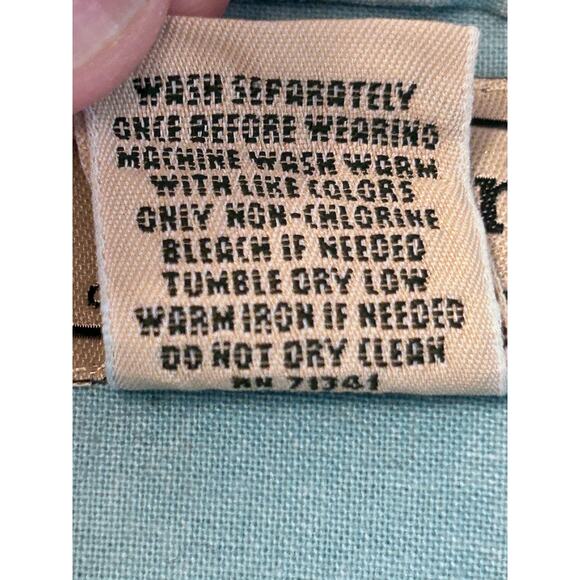 WASH SEPARATELY
ONCE BEFORE WEARING
MACHINE WASH WARM
WITH LIKE COLORS
ONLY NON-CHLORINE
BLEACH IF NEEDED
TUMBLE DRY LOW
WARM IRON IF NEEDED
DO NOT DRY CLEAN
RN 71341